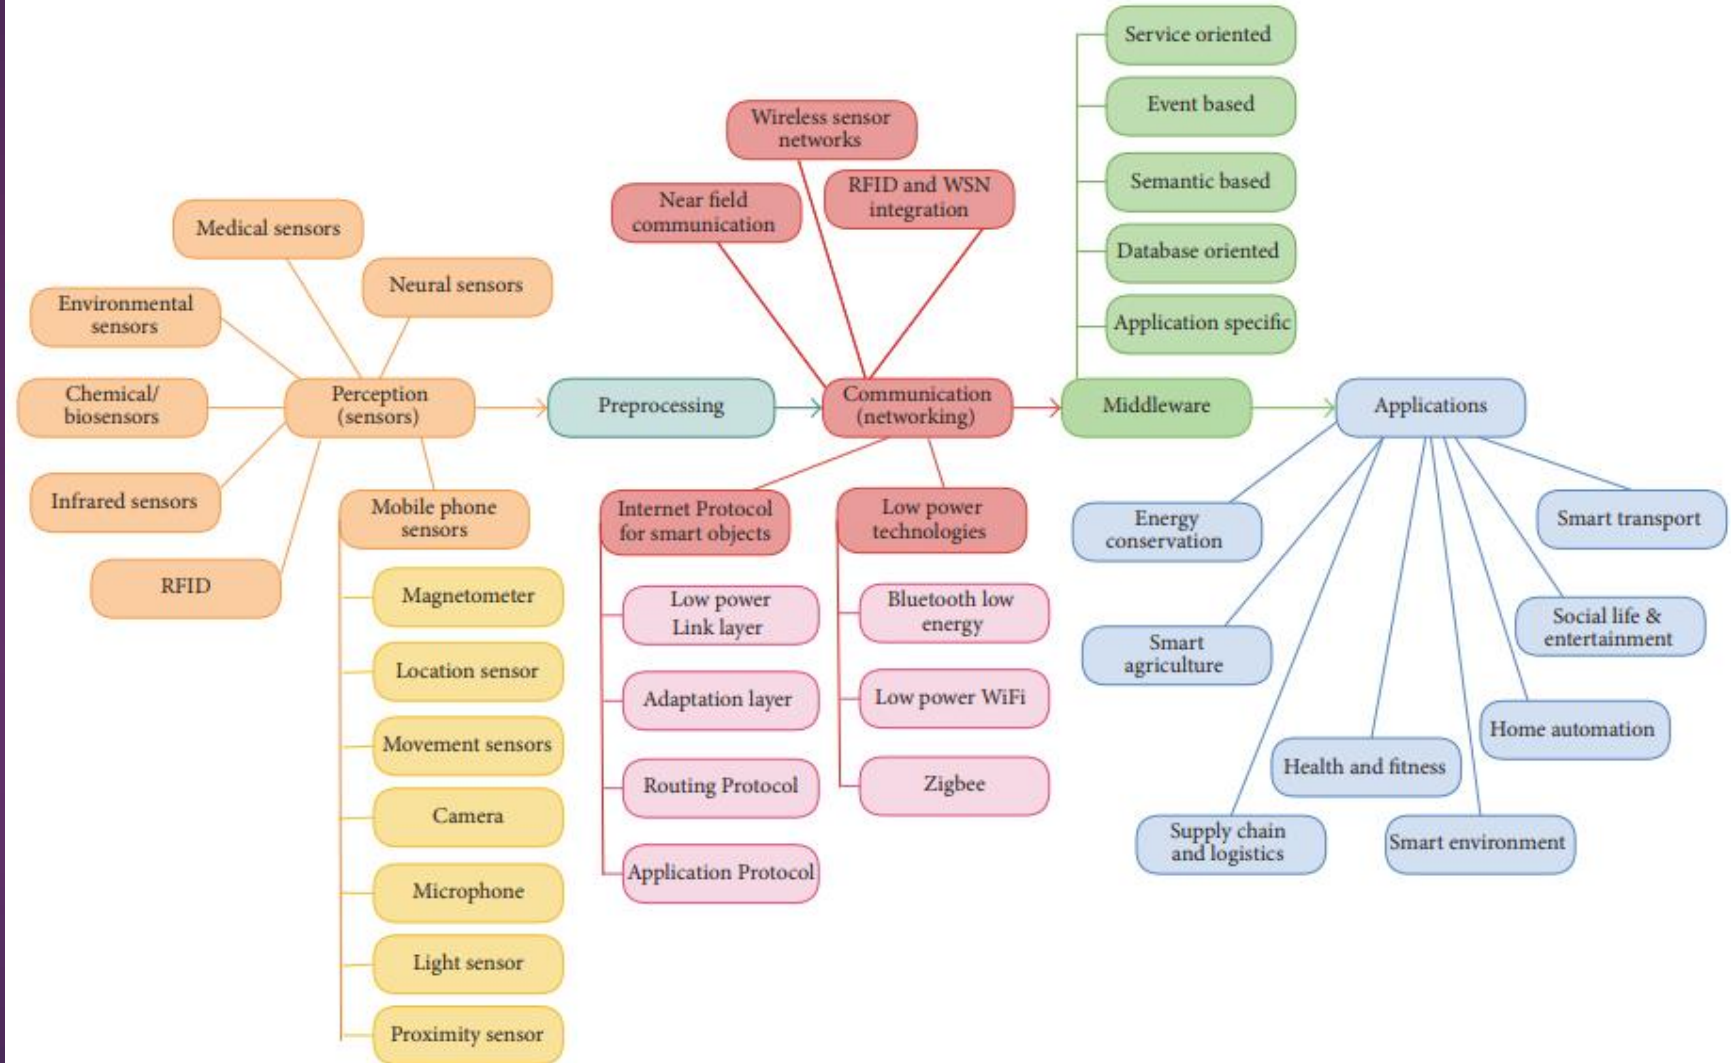 Service oriented
Event based
Semantic based
Database oriented
Application specific
Wireless sensor
networks
Near field
communication
RFID and WSN
integration
Medical sensors
Neural sensors
Environmental
sensors
Chemical/
biosensors
Infrared sensors
RFID
Perception
(sensors)
Preprocessing
Communication
(networking)
Middleware
Applications
Mobile phone
sensors
Magnetometer
Location sensor
Movement sensors
Camera
Microphone
Light sensor
Proximity sensor
Internet Protocol
for smart objects
Low power
Link layer
Adaptation layer
Routing Protocol
Application Protocol
Low power
technologies
Bluetooth low
energy
Low power WiFi
Zigbee
Energy
conservation
Smart
agriculture
Supply chain
and logistics
Health and fitness
Smart environment
Home automation
Social life &
entertainment
Smart transport